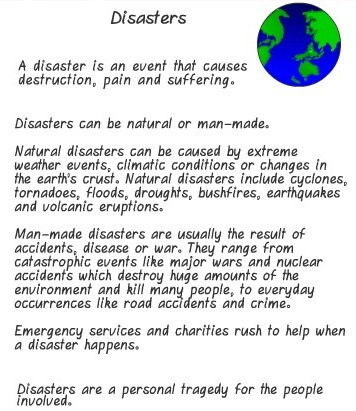 Disasters
A disaster is an event that causes
destruction, pain and suffering.
Disasters can be natural or man-made.
Natural disasters can be caused by extreme
weather events, climatic conditions or changes in
the earth's crust. Natural disasters include cyclones,
tornadoes, floods, droughts, bushfires, earthquakes
and volcanic eruptions.
Man-made disasters are usually the result of
accidents, disease or war. They range from
catastrophic events like major wars and nuclear
accidents which destroy huge amounts of the
environment and kill many people, to everyday
occurrences like road accidents and crime.
Emergency services and charities rush to help when
a disaster happens.
Disasters are a personal tragedy for the people
involved.